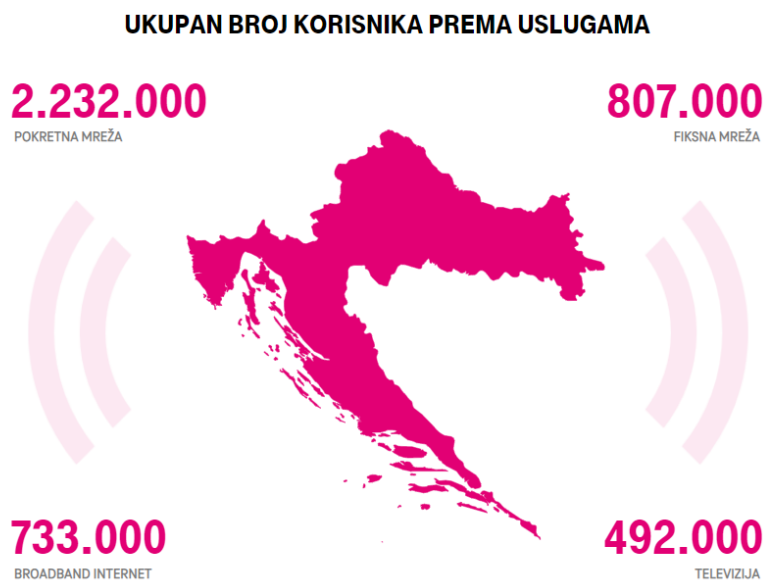 UKUPAN BROJ KORISNIKA PREMA USLUGAMA
2.232.000
POKRETNA MREŽA
807.000
FIKSNA MREŽA
733.000
BROADBAND INTERNET
492.000
TELEVIZIJA